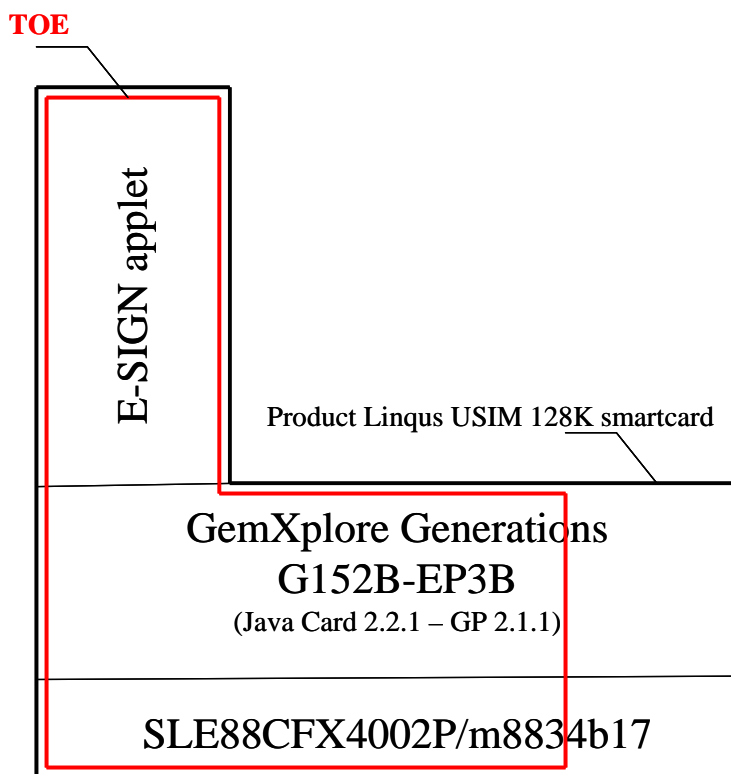 TOE
E-SIGN applet
Product Linqus USIM 128K smartcard
GemXplore Generations
G152B-EP3B
(Java Card 2.2.1 – GP 2.1.1)
SLE88CFX4002P/m8834b17